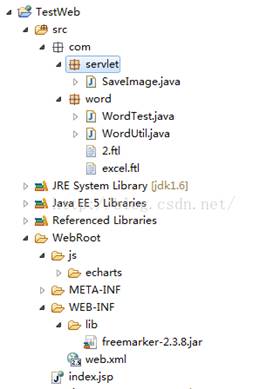 TestWeb
src
com
servlet
SaveImage.java
word
WordTest.java
WordUtil.java
2.ftl
excel.ftl
JRE System Library [jdk1.6]
Java EE 5 Libraries
Referenced Libraries
WebRoot
js
echarts
META-INF
WEB-INF
lib
freemarker-2.3.8.jar
web.xml
index.jsp